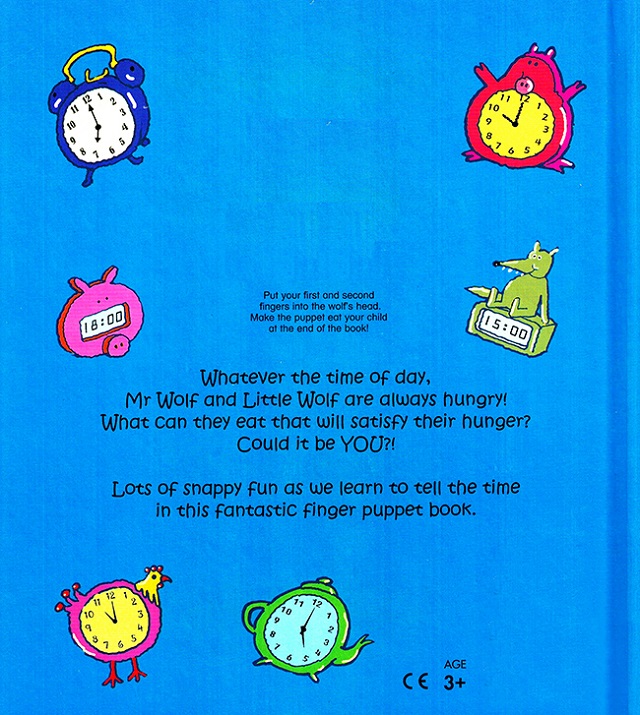 18:00
15:00
Put your first and second
fingers into the wolf's head.
Make the puppet eat your child
at the end of the book!
Whatever the time of day,
Mr Wolf and Little Wolf are always hungry!
What can they eat that will satisfy their hunger?
Could it be YOU?!
Lots of snappy fun as we learn to tell the time
in this fantastic finger puppet book.
AGE
CE 3+